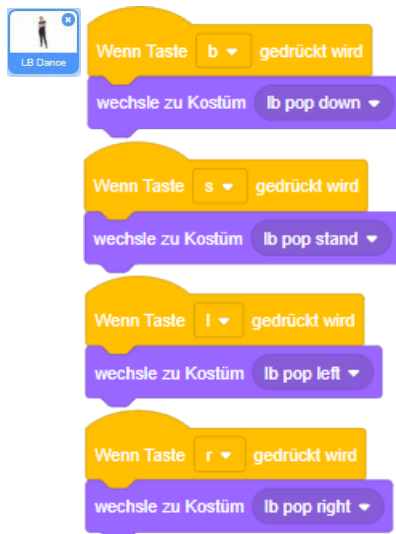 LB Dance
Wenn Taste b gedrückt wird
wechsle zu Kostüm lb pop down
Wenn Taste s gedrückt wird
wechsle zu Kostüm lb pop stand
Wenn Taste l gedrückt wird
wechsle zu Kostüm lb pop left
Wenn Taste r gedrückt wird
wechsle zu Kostüm lb pop right